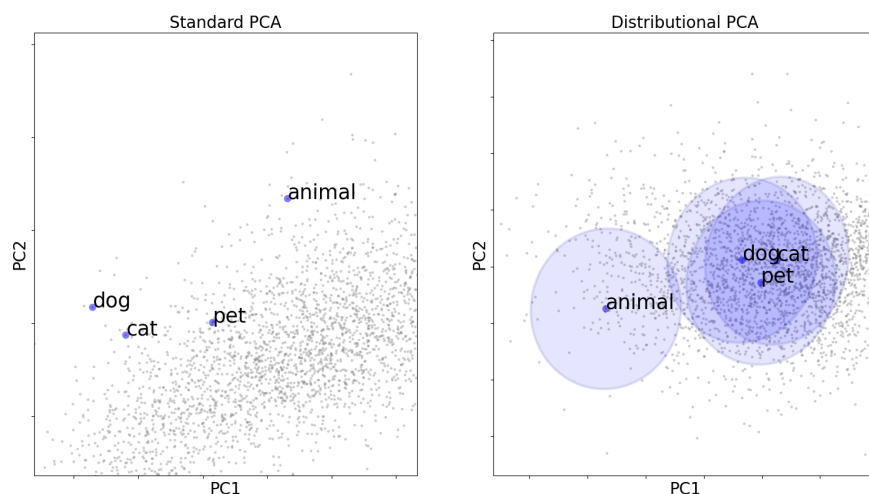 Standard PCA
PC2
animal
dog
cat
pet
PC1
Distributional PCA
PC2
dog
cat
pet
animal
PC1